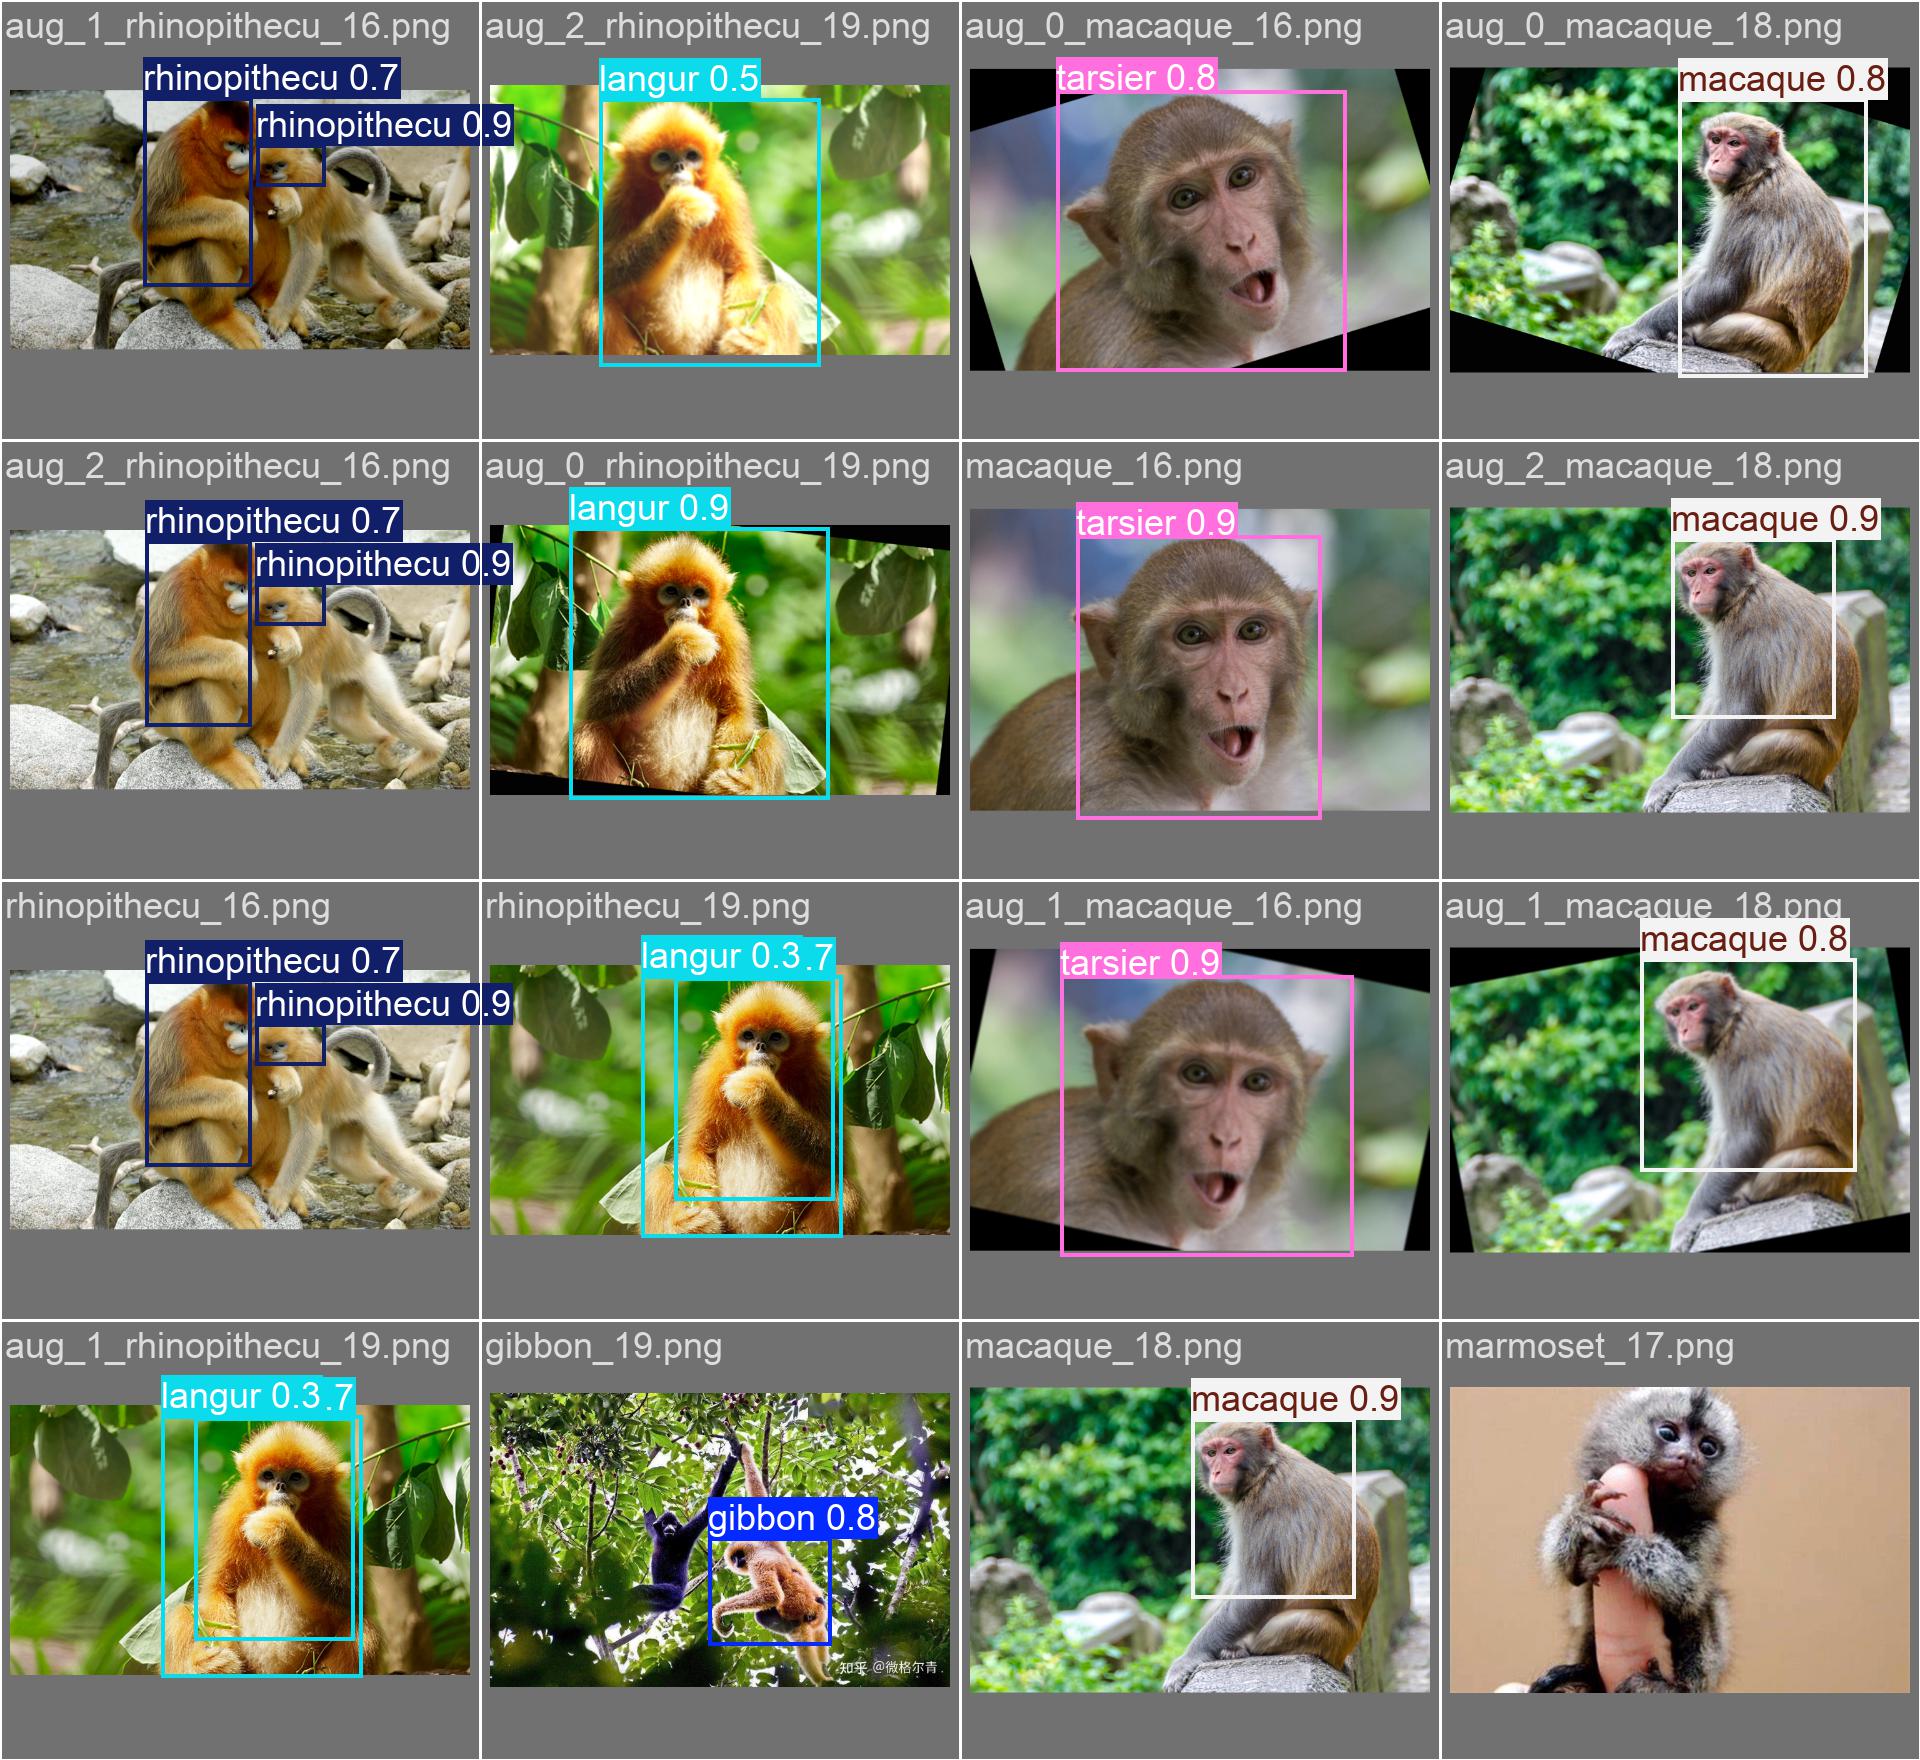 aug_1_rhinopithecu_16.png
rhinopithecu 0.7
rhinopithecu 0.9
aug_2_rhinopithecu_19.png
langur 0.5
aug_0_macaque_16.png
tarsier 0.8
aug_0_macaque_18.png
macaque 0.8
aug_2_rhinopithecu_16.png
rhinopithecu 0.7
rhinopithecu 0.9
aug_0_rhinopithecu_19.png
langur 0.9
macaque_16.png
tarsier 0.9
aug_2_macaque_18.png
macaque 0.9
rhinopithecu_16.png
rhinopithecu 0.7
rhinopithecu 0.9
rhinopithecu_19.png
langur 0.3.7
aug_1_macaque_16.png
tarsier 0.9
aug_1_macaque_18.png
macaque 0.8
aug_1_rhinopithecu_19.png
langur 0.3.7
gibbon_19.png
gibbon 0.8
知乎 @微格尔青
macaque_18.png
macaque 0.9
marmoset_17.png